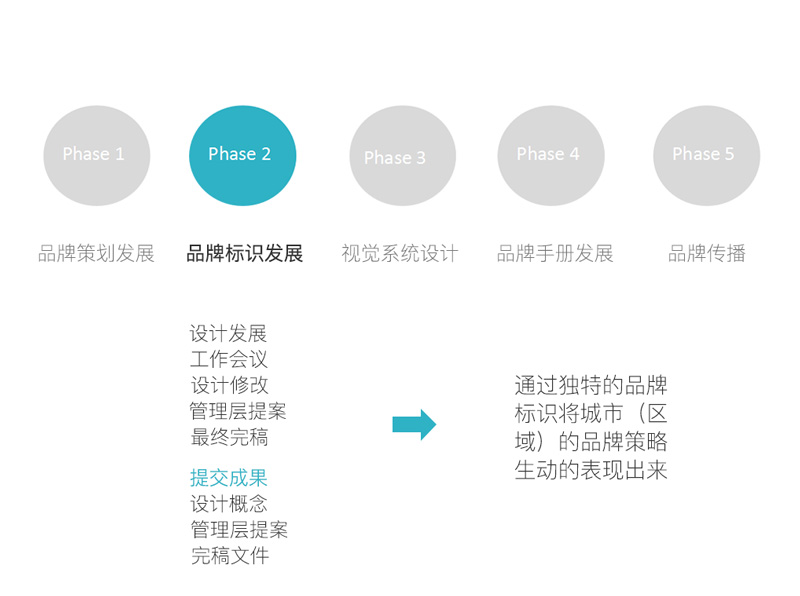 Phase 1
Phase 2
Phase 3
Phase 4
Phase 5
品牌策划发展
品牌标识发展
视觉系统设计
品牌手册发展
品牌传播
设计发展
工作会议
设计修改
管理层提案
最终完稿
提交成果
设计概念
管理层提案
完稿文件
通过独特的品牌
标识将城市（区
域）的品牌策略
生动的表现出来